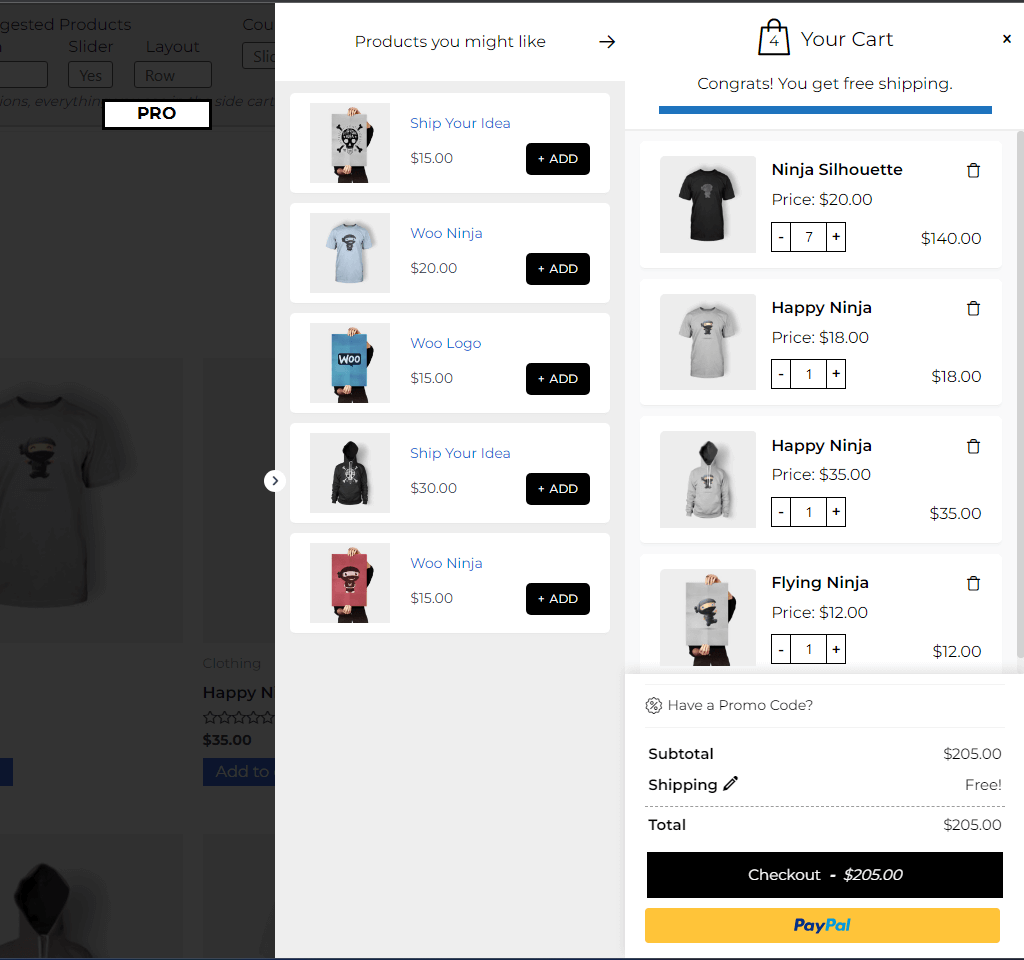 gested Products
Slider
Layout
Yes
Row
ions, everything
side cart
PRO
Clothing
Happy N
$35.00
Add to
Products you might like →
Ship Your Idea
$15.00
+ ADD
Woo Ninja
$20.00
+ ADD
WOO
Woo Logo
$15.00
+ ADD
Ship Your Idea
$30.00
+ ADD
Woo Ninja
$15.00
+ ADD
4 Your Cart
x
Congrats! You get free shipping.
Ninja Silhouette
Price: $20.00
- 7 + $140.00
Happy Ninja
Price: $18.00
- 1 + $18.00
Happy Ninja
Price: $35.00
- 1 + $35.00
Flying Ninja
Price: $12.00
- 1 + $12.00
Have a Promo Code?
Subtotal $205.00
Shipping Free!
Total $205.00
Checkout - $205.00
PayPal